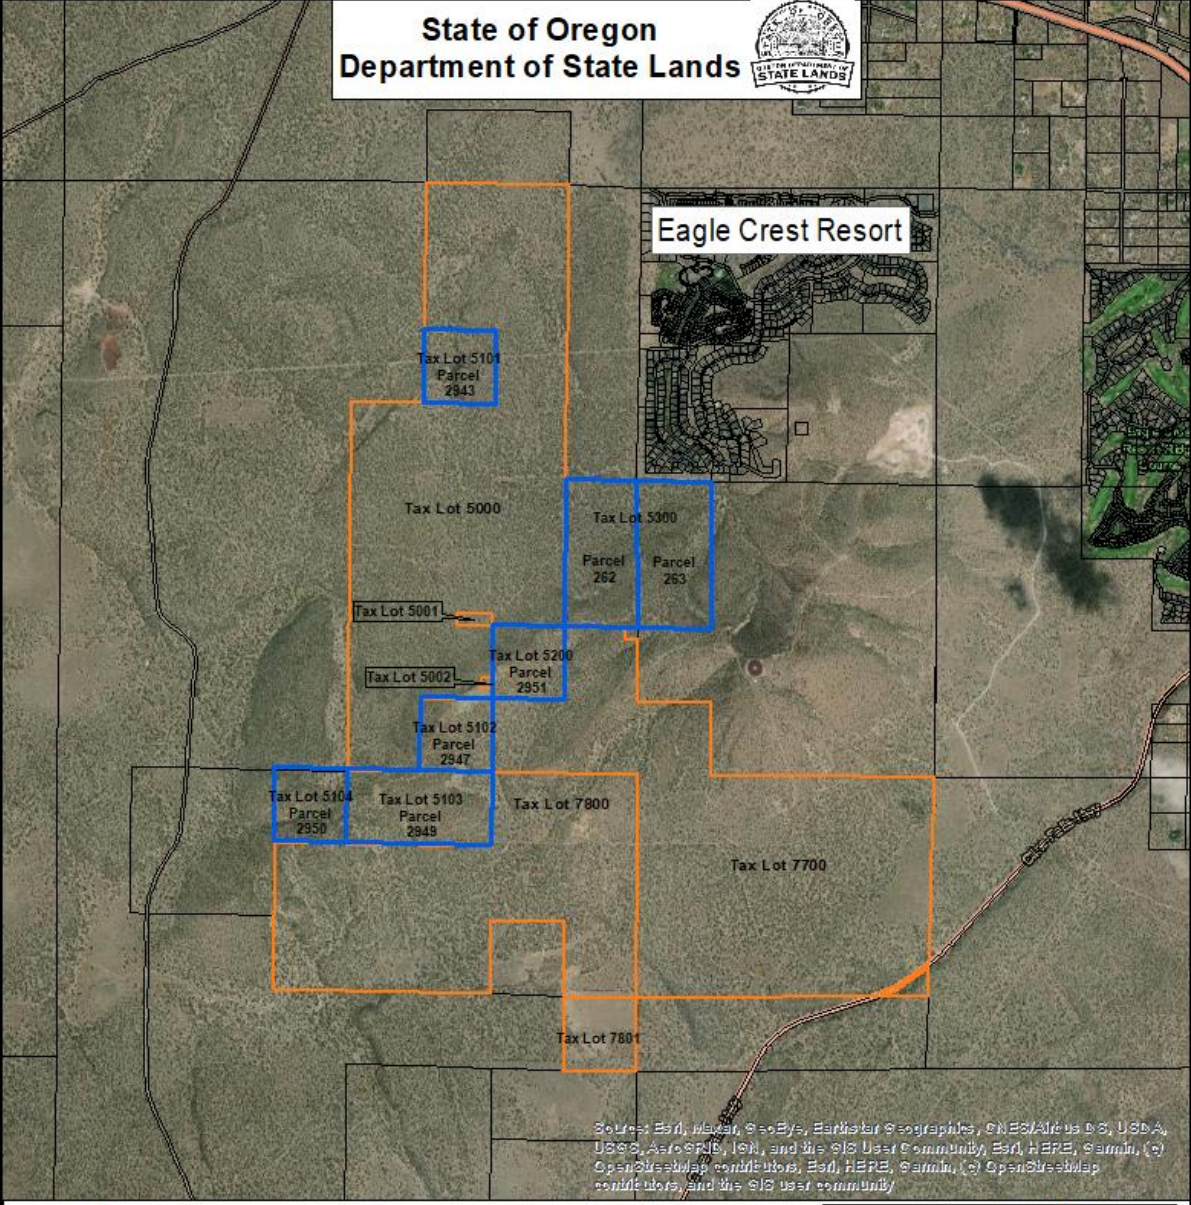 State of Oregon
Department of State Lands
STATE LANDS
Eagle Crest Resort
Tax Lot 5101
Parcel
2943
Tax Lot 5000
Tax Lot 5300
Parcel
262
Parcel
263
Tax Lot 5001
Tax Lot 5200
Parcel
2951
Tax Lot 5002
Tax Lot 5102
Parcel
2947
Tax Lot 5104
Parcel
2950
Tax Lot 5103
Parcel
2949
Tax Lot 7800
Tax Lot 7700
Tax Lot 7801
Source: Esri, Maxar, GeoEye, Earthstar Geographics, CNES/Airbus DS, USDA,
USGS, AeroGRID, IGN, and the GIS User Community, Esri, HERE, Garmin, (c)
OpenStreetMap contributors, Esri, HERE, Garmin, (c) OpenStreetMap
contributors, and the GIS user community